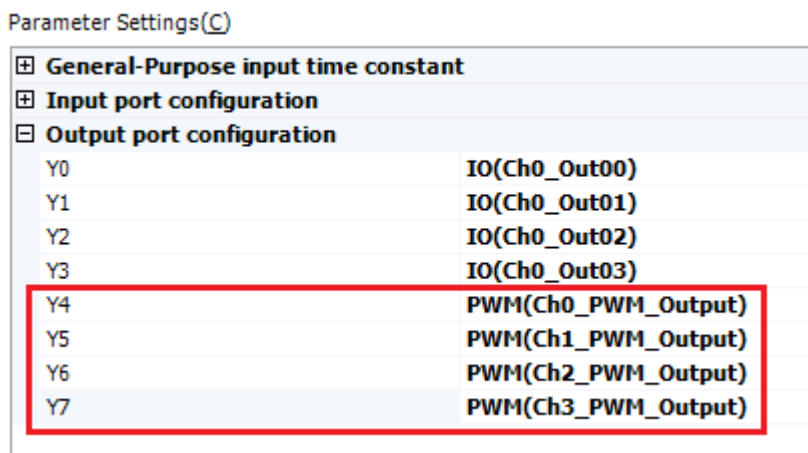 Parameter Settings(C)
General-Purpose input time constant
Input port configuration
Output port configuration
Y0 IO(Ch0_Out00)
Y1 IO(Ch0_Out01)
Y2 IO(Ch0_Out02)
Y3 IO(Ch0_Out03)
Y4 PWM(Ch0_PWM_Output)
Y5 PWM(Ch1_PWM_Output)
Y6 PWM(Ch2_PWM_Output)
Y7 PWM(Ch3_PWM_Output)